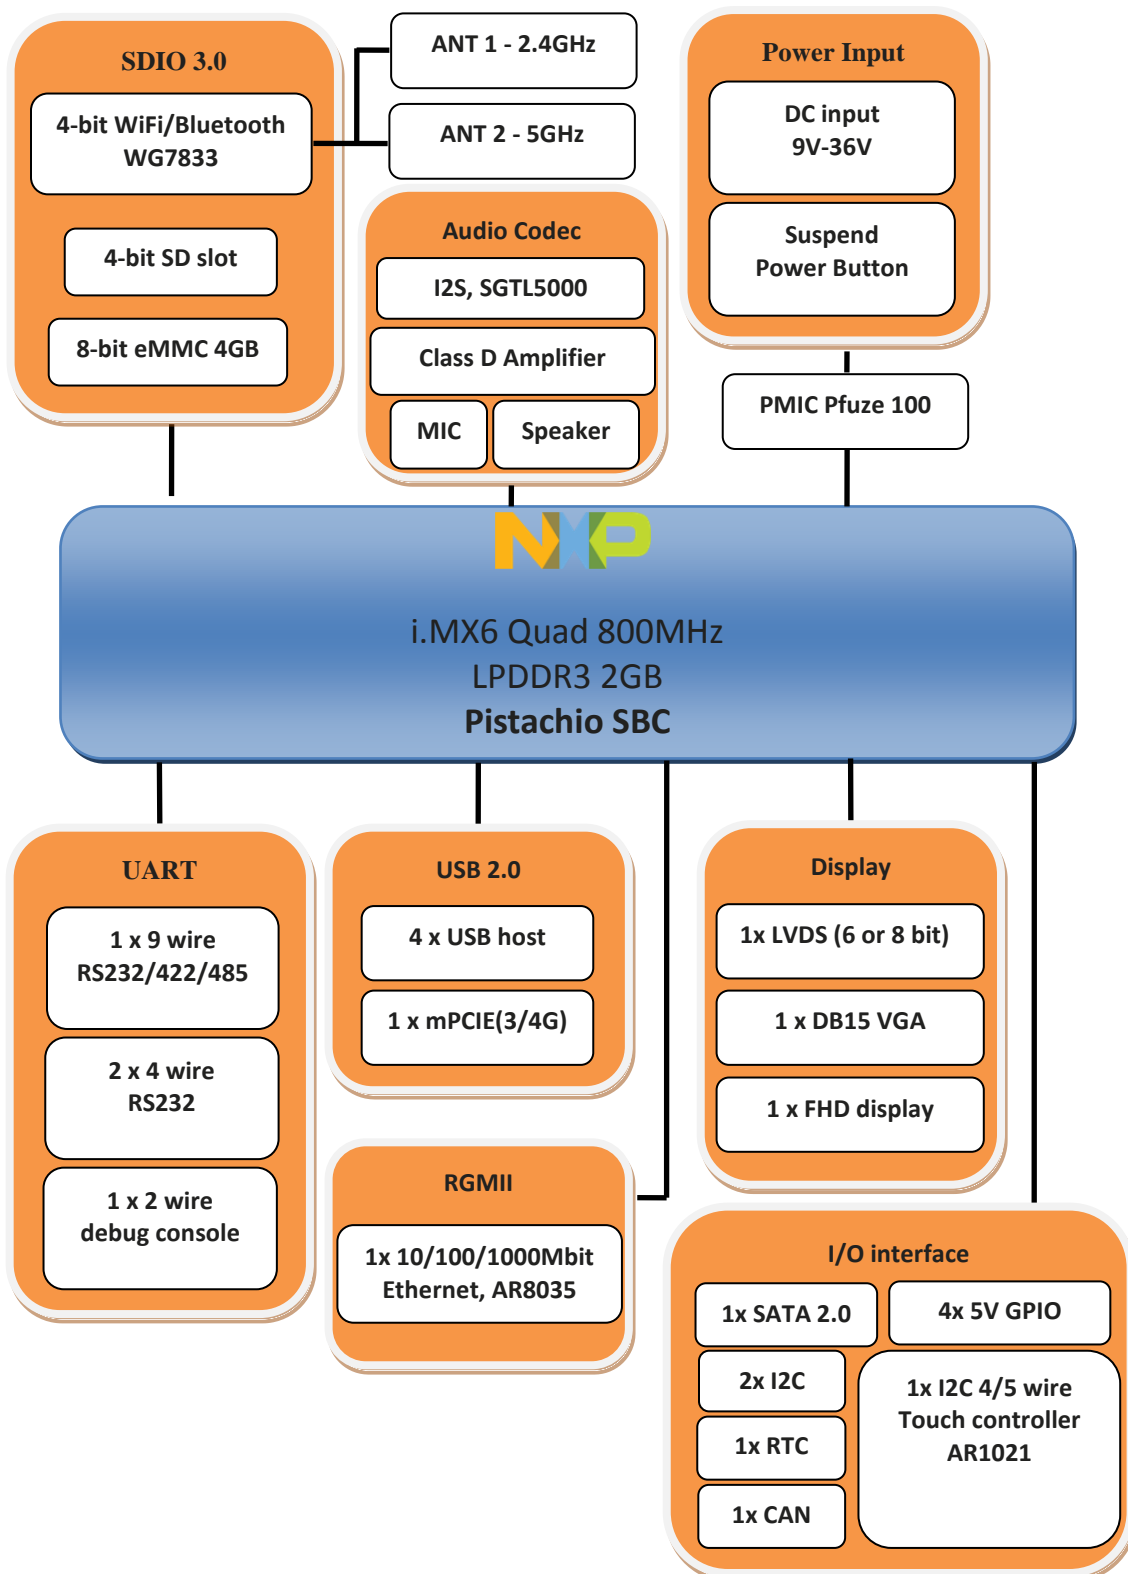 SDIO 3.0
4-bit WiFi/Bluetooth
WG7833
4-bit SD slot
8-bit eMMC 4GB
ANT 1 - 2.4GHz
ANT 2 - 5GHz
Audio Codec
I2S, SGTL5000
Class D Amplifier
MIC
Speaker
Power Input
DC input
9V-36V
Suspend
Power Button
PMIC Pfuze 100
NXP
i.MX6 Quad 800MHz
LPDDR3 2GB
Pistachio SBC
UART
1 x 9 wire
RS232/422/485
2 x 4 wire
RS232
1 x 2 wire
debug console
USB 2.0
4 x USB host
1 x mPCIE(3/4G)
RGMII
1x 10/100/1000Mbit
Ethernet, AR8035
Display
1x LVDS (6 or 8 bit)
1 x DB15 VGA
1 x FHD display
I/O interface
1x SATA 2.0
4x 5V GPIO
2x I2C
1x RTC
1x CAN
1x I2C 4/5 wire
Touch controller
AR1021